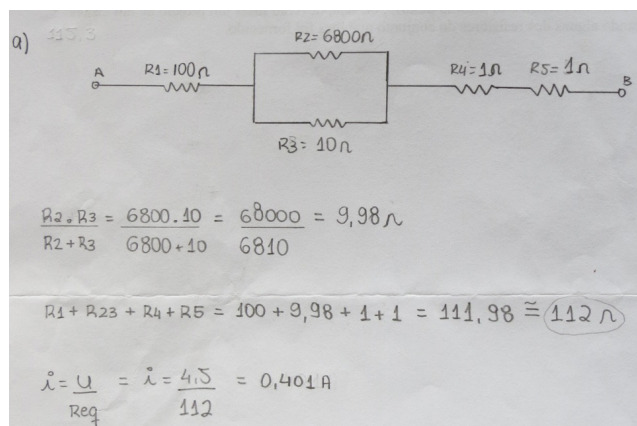 a)
R2= 6800Ω
A R1=100Ω R4=1Ω R5=1Ω B
R3= 10Ω
R2.R3 = 6800.10 = 68000 = 9,98Ω
R2+R3 6800+10 6810
R1 + R23 + R4 + R5 = 100 + 9,98 + 1 + 1 = 111,98 ≅ 112Ω
i = U = i = 4,5 = 0,401A
Req 112